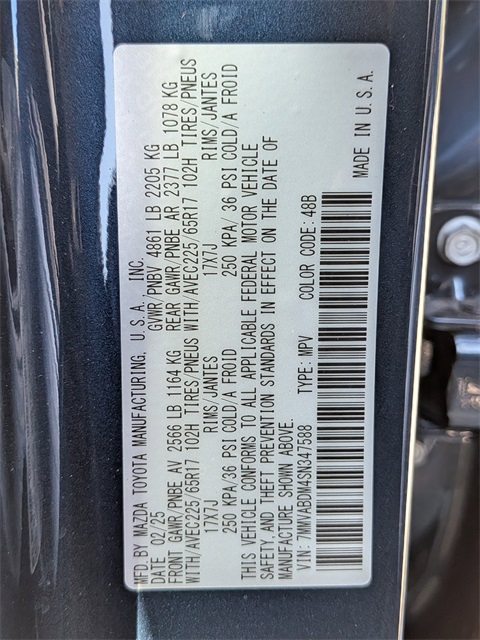 MFD.BY MAZDA TOYOTA MANUFACTURING, U.S.A., INC.
DATE 02/25 GVWR/PNBV 4861 LB 2205 KG
FRONT GAWR/PNBE AV 2566 LB 1164 KG REAR GAWR/PNBE AR 2377 LB 1078 KG
WITH/AVEC225/65R17 102H TIRES/PNEUS WITH/AVEC225/65R17 102H TIRES/PNEUS
17X7J RIMS/JANTES 17X7J RIMS/JANTES
250 KPA/36 PSI COLD/A FROID 250 KPA/36 PSI COLD/A FROID
THIS VEHICLE CONFORMS TO ALL APPLICABLE FEDERAL MOTOR VEHICLE
SAFETY,AND THEFT PREVENTION STANDARDS IN EFFECT ON THE DATE OF
MANUFACTURE SHOWN ABOVE.
VIN: 7MMVABDM4SN347588 TYPE: MPV COLOR CODE: 48B
MADE IN U.S.A.